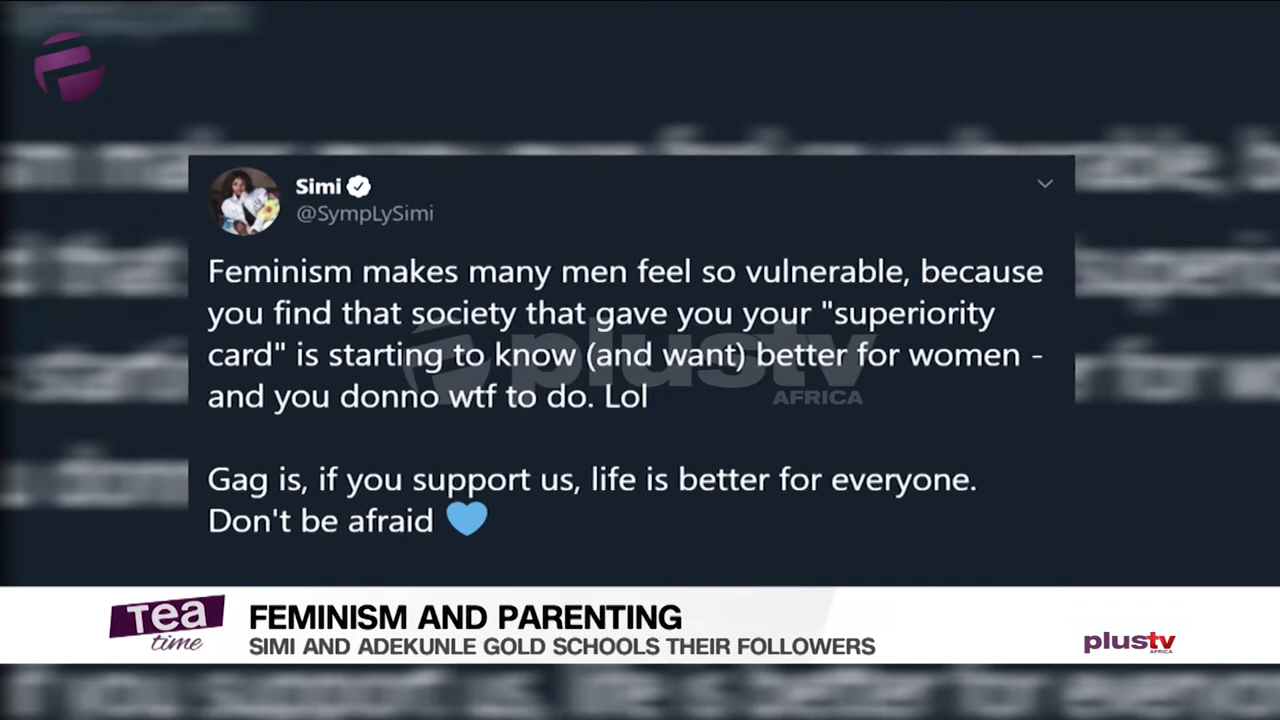 Simi
@SympLySimi
Feminism makes many men feel so vulnerable, because
you find that society that gave you your "superiority
card" is starting to know (and want) better for women -
and you donno wtf to do. Lol
Gag is, if you support us, life is better for everyone.
Don't be afraid 💙
plustv
AFRICA
Tea
time
FEMINISM AND PARENTING
SIMI AND ADEKUNLE GOLD SCHOOLS THEIR FOLLOWERS
plustv
AFRICA